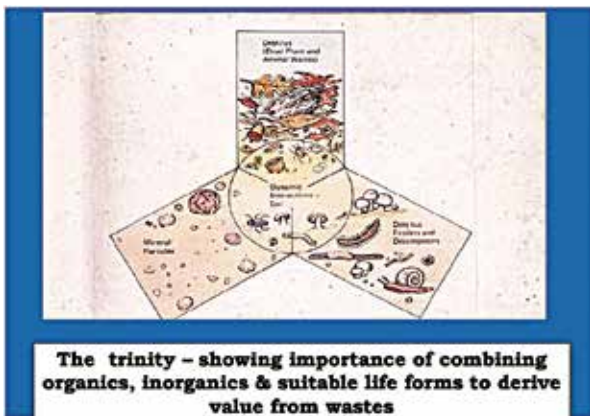 Detritus
(Dead Plant and
Animal Wastes)
Dynamic
Interactions –
Soil
Mineral
Particles
Detritus
Feeders and
Decomposers
The trinity – showing importance of combining
organics, inorganics & suitable life forms to derive
value from wastes